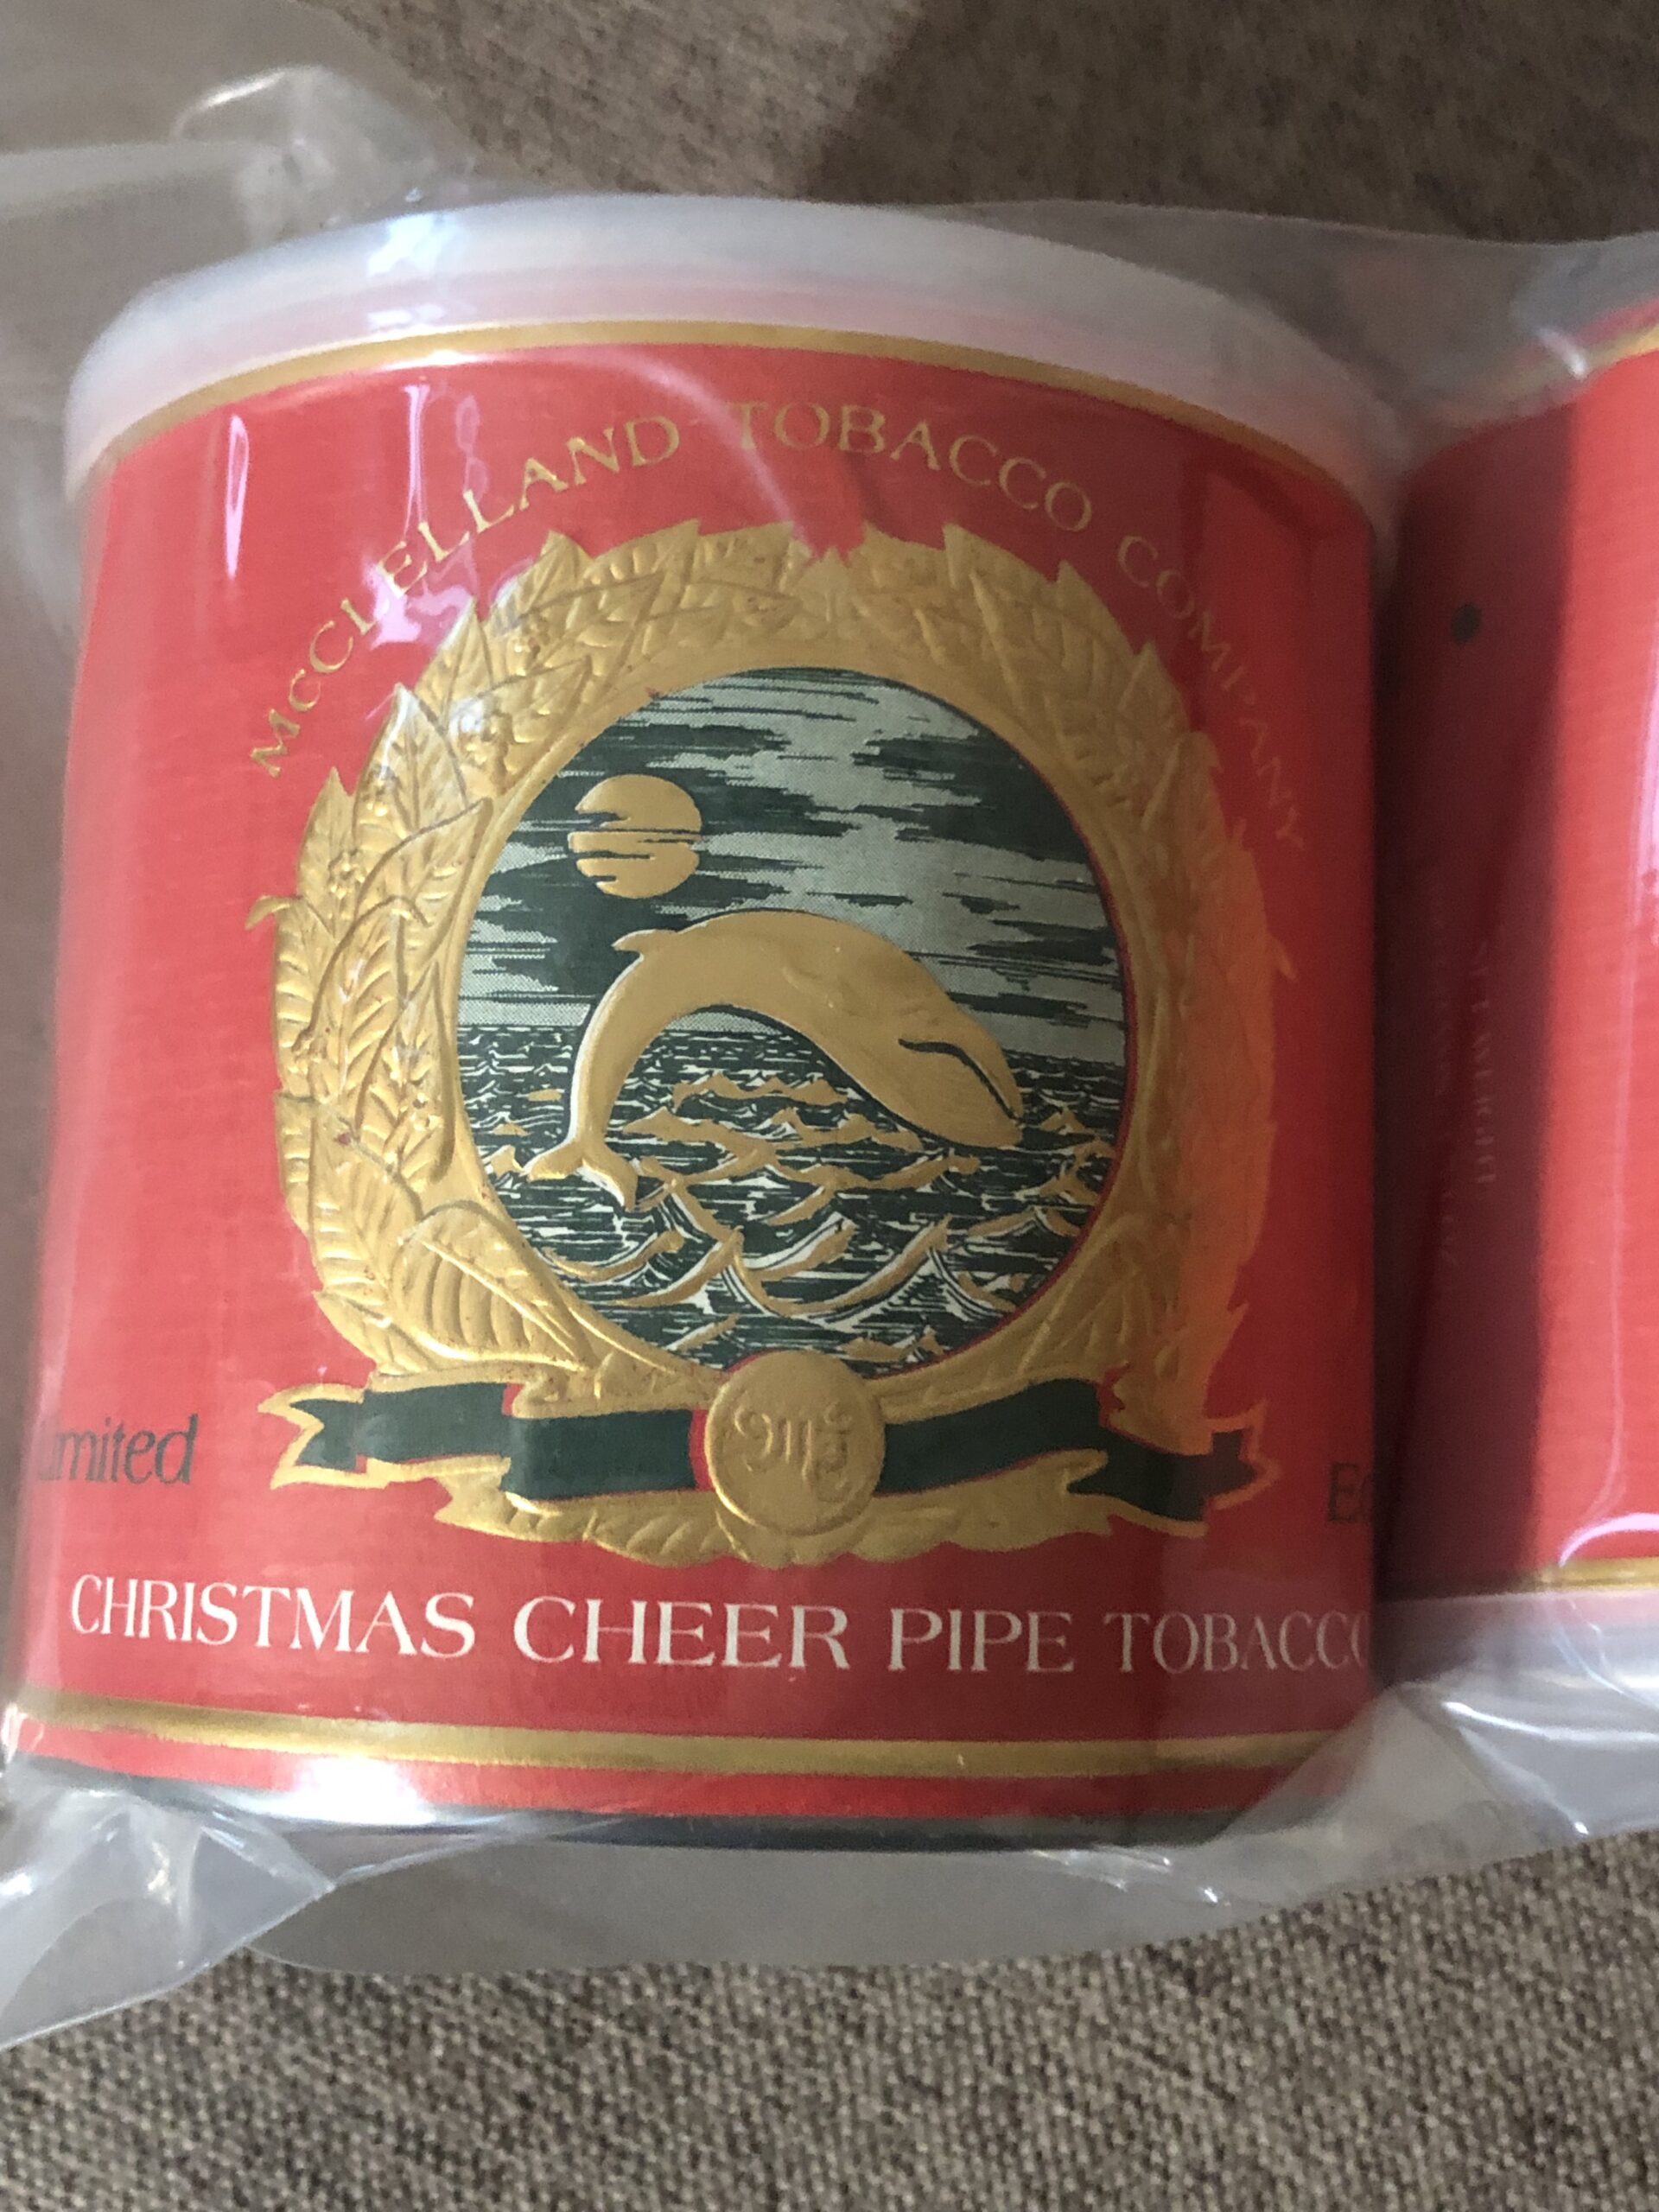 MCCLELLAND TOBACCO COMPANY
Limited
CHRISTMAS CHEER PIPE TOBACCO